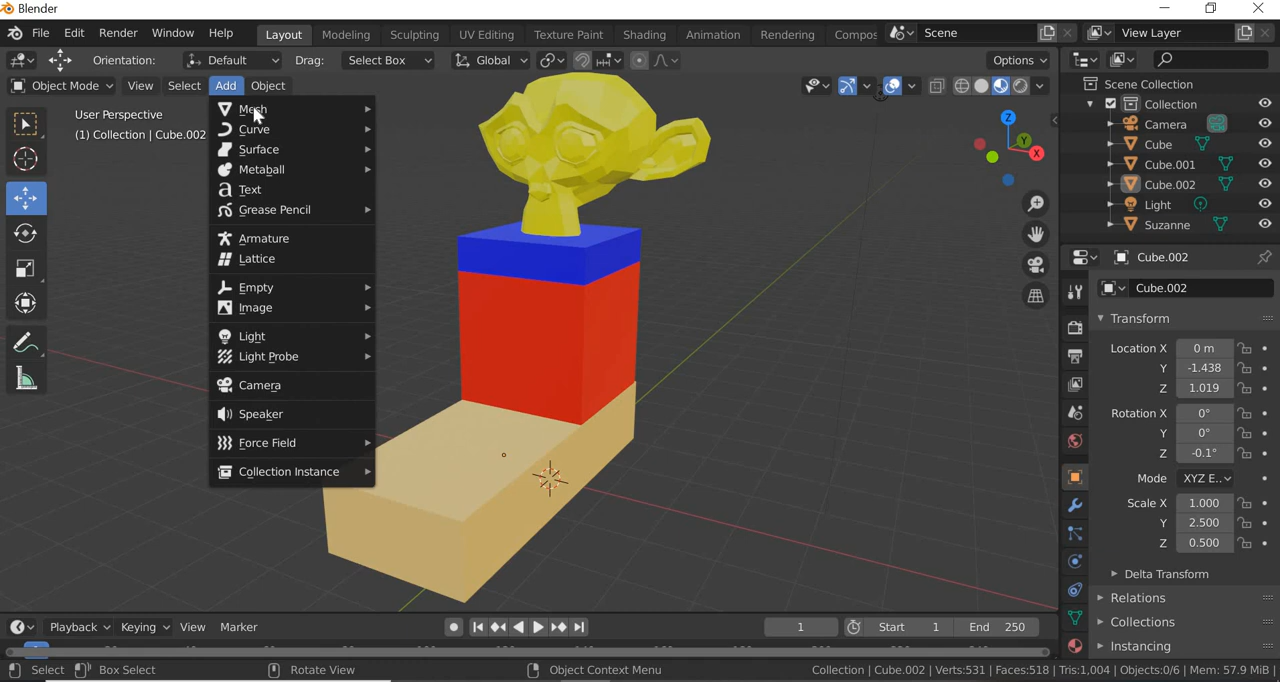 Blender
File Edit Render Window Help Layout Modeling Sculpting UV Editing Texture Paint Shading Animation Rendering Compos Scene View Layer
Orientation: Default Drag: Select Box Global Options
Object Mode View Select Add Object
User Perspective
(1) Collection | Cube.002
Mesh
Curve
Surface
Metaball
Text
Grease Pencil
Armature
Lattice
Empty
Image
Light
Light Probe
Camera
Speaker
Force Field
Collection Instance
Z
Y
X
Scene Collection
Collection
Camera
Cube
Cube.001
Cube.002
Light
Suzanne
Cube.002
Cube.002
Transform
Location X 0 m
Y -1.438
Z 1.019
Rotation X 0°
Y 0°
Z -0.1°
Mode XYZ E..
Scale X 1.000
Y 2.500
Z 0.500
Delta Transform
Relations
Collections
Instancing
Playback Keying View Marker 1 Start 1 End 250
Select Box Select Rotate View Object Context Menu Collection | Cube.002 | Verts:531 | Faces:518 | Tris:1,004 | Objects:0/6 | Mem: 57.9 MiB |